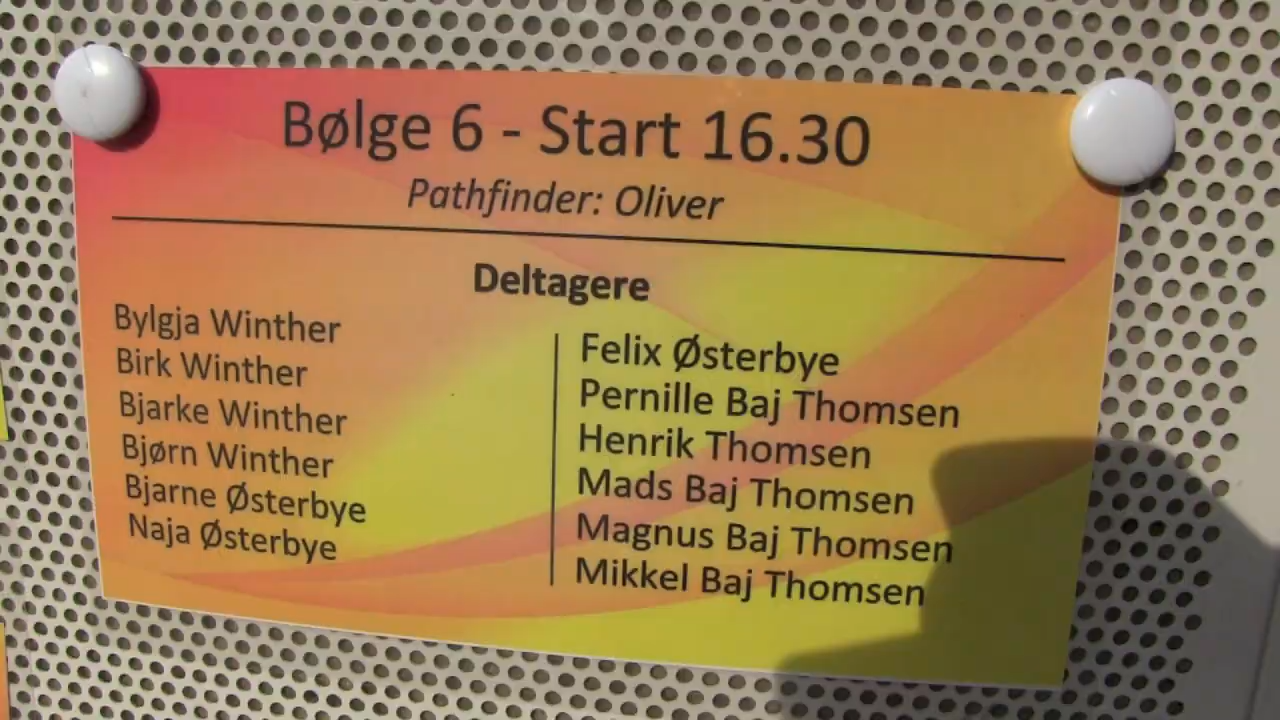 Bølge 6 - Start 16.30
Pathfinder: Oliver
Deltagere
Bylgja Winther
Birk Winther
Bjarke Winther
Bjørn Winther
Bjarne Østerbye
Naja Østerbye
Felix Østerbye
Pernille Baj Thomsen
Henrik Thomsen
Mads Baj Thomsen
Magnus Baj Thomsen
Mikkel Baj Thomsen